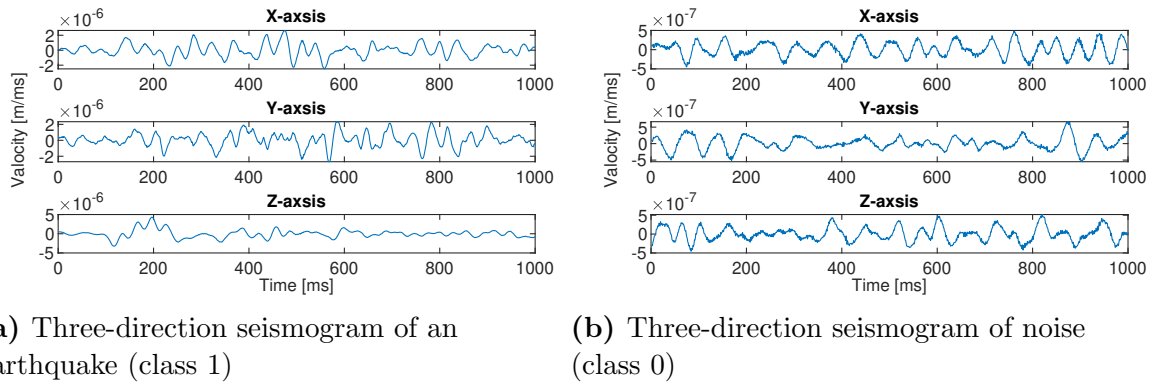 X-axsis
×10^-6
2
0
-2
0 200 400 600 800 1000
Y-axsis
×10^-6
2
0
-2
0 200 400 600 800 1000
Z-axsis
×10^-6
5
0
-5
0 200 400 600 800 1000
Valocity [m/ms]
Time [ms]
a) Three-direction seismogram of an
arthquake (class 1)
X-axsis
×10^-7
5
0
-5
0 200 400 600 800 1000
Y-axsis
×10^-7
5
0
-5
0 200 400 600 800 1000
Z-axsis
×10^-7
5
0
-5
0 200 400 600 800 1000
Valocity [m/ms]
Time [ms]
(b) Three-direction seismogram of noise
(class 0)